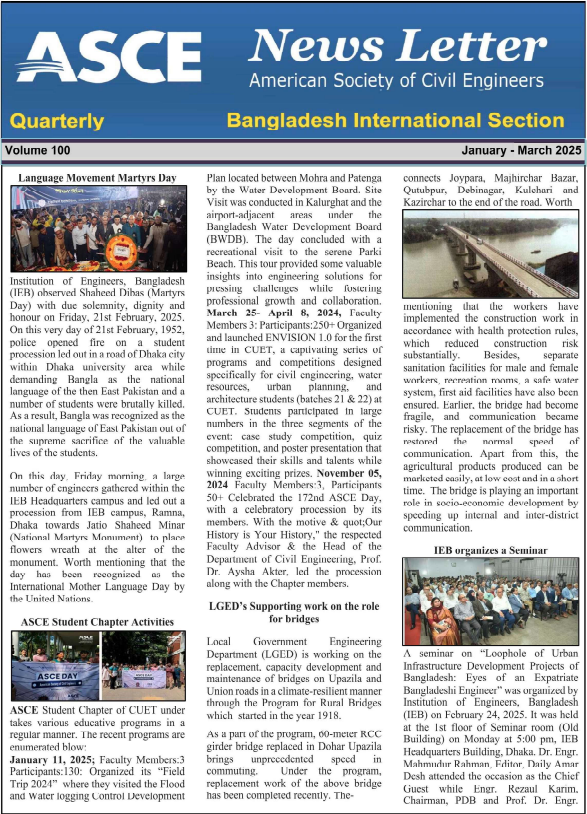 ASCE
News Letter
American Society of Civil Engineers
Quarterly
Bangladesh International Section
Volume 100
January - March 2025
Language Movement Martyrs Day
Institution of Engineers, Bangladesh
(IEB) observed Shaheed Dibas (Martyrs
Day) with due solemnity, dignity and
honour on Friday, 21st February, 2025.
On this very day of 21st February, 1952,
police opened fire on a student
procession led out in a road of Dhaka city
within Dhaka university area while
demanding Bangla as the national
language of the then East Pakistan and a
number of students were brutally killed.
As a result, Bangla was recognized as the
national language of East Pakistan out of
the supreme sacrifice of the valuable
lives of the students.
On this day, Friday morning, a large
number of engineers gathered within the
IEB Headquarters campus and led out a
procession from IEB campus, Ramna,
Dhaka towards Jatio Shaheed Minar
(National Martyrs Monument) to place
flowers wreath at the alter of the
monument. Worth mentioning that the
day has been recognized as the
International Mother Language Day by
the United Nations.
ASCE Student Chapter Activities
ASCE DAY
ASCE
ASCE DAY
ASCE Student Chapter of CUET under
takes various educative programs in a
regular manner. The recent programs are
enumerated blow:
January 11, 2025; Faculty Members:3
Participants:130: Organized its “Field
Trip 2024” where they visited the Flood
and Water logging Control Development
Plan located between Mohra and Patenga
by the Water Development Board. Site
Visit was conducted in Kalurghat and the
airport-adjacent areas under the
Bangladesh Water Development Board
(BWDB). The day concluded with a
recreational visit to the serene Parki
Beach. This tour provided some valuable
insights into engineering solutions for
pressing challenges while fostering
professional growth and collaboration.
March 25- April 8, 2024, Faculty
Members 3: Participants:250+ Organized
and launched ENVISION 1.0 for the first
time in CUET, a captivating series of
programs and competitions designed
specifically for civil engineering, water
resources, urban planning, and
architecture students (batches 21 & 22) at
CUET. Students participated in large
numbers in the three segments of the
event: case study competition, quiz
competition, and poster presentation that
showcased their skills and talents while
winning exciting prizes. November 05,
2024 Faculty Members:3, Participants
50+ Celebrated the 172nd ASCE Day,
with a celebratory procession by its
members. With the motive & quot;Our
History is Your History," the respected
Faculty Advisor & the Head of the
Department of Civil Engineering, Prof.
Dr. Aysha Akter, led the procession
along with the Chapter members.
LGED’s Supporting work on the role
for bridges
Local Government Engineering
Department (LGED) is working on the
replacement, capacity development and
maintenance of bridges on Upazila and
Union roads in a climate-resilient manner
through the Program for Rural Bridges
which started in the year 1918.
As a part of the program, 60-meter RCC
girder bridge replaced in Dohar Upazila
brings unprecedented speed in
commuting. Under the program,
replacement work of the above bridge
has been completed recently. The-
connects Joypara, Majhirchar Bazar,
Qutubpur, Debinagar, Kulehari and
Kazirchar to the end of the road. Worth
mentioning that the workers have
implemented the construction work in
accordance with health protection rules,
which reduced construction risk
substantially. Besides, separate
sanitation facilities for male and female
workers, recreation rooms, a safe water
system, first aid facilities have also been
ensured. Earlier, the bridge had become
fragile, and communication became
risky. The replacement of the bridge has
restored the normal speed of
communication. Apart from this, the
agricultural products produced can be
marketed easily, at low cost and in a short
time. The bridge is playing an important
role in socio-economic development by
speeding up internal and inter-district
communication.
IEB organizes a Seminar
A seminar on “Loophole of Urban
Infrastructure Development Projects of
Bangladesh: Eyes of an Expatriate
Bangladeshi Engineer” was organized by
Institution of Engineers, Bangladesh
(IEB) on February 24, 2025. It was held
at the 1st floor of Seminar room (Old
Building) on Monday at 5:00 pm, IEB
Headquarters Building, Dhaka. Dr. Engr.
Mahmudur Rahman, Editor, Daily Amar
Desh attended the occasion as the Chief
Guest while Engr. Rezaul Karim,
Chairman, PDB and Prof. Dr. Engr.